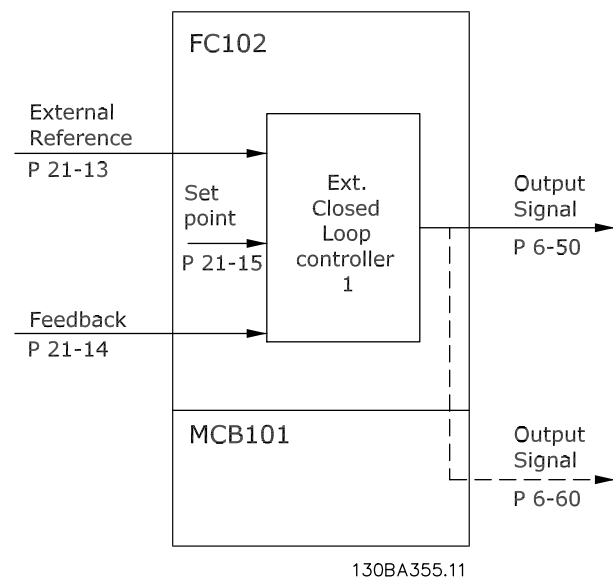 FC102
External
Reference
P 21-13
Set
point
P 21-15
Feedback
P 21-14
Ext.
Closed
Loop
controller
1
Output
Signal
P 6-50
MCB101
Output
Signal
P 6-60
130BA355.11